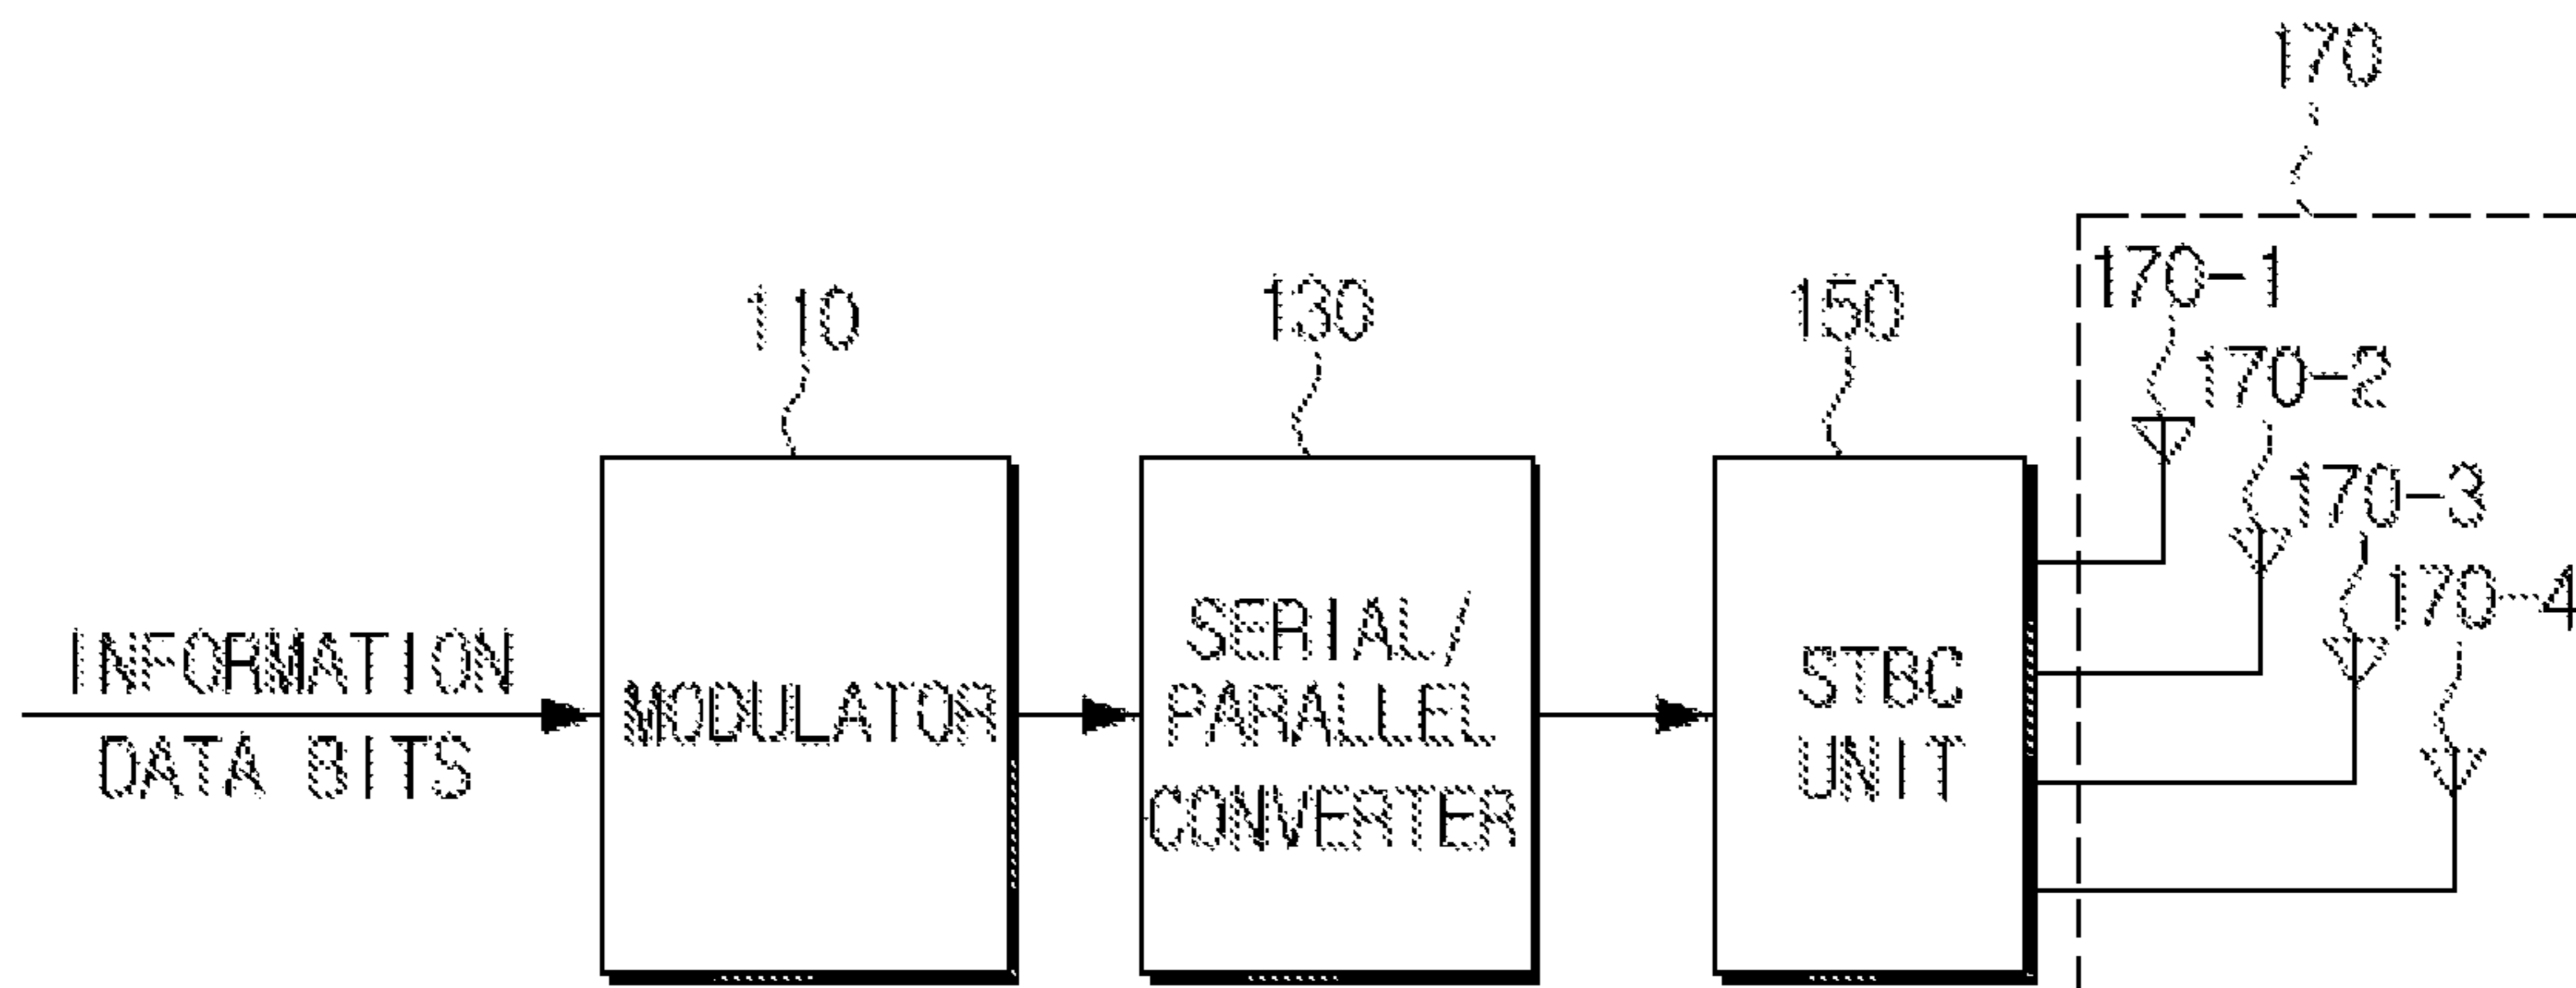 170
170-1
110
130
150
170-2
170-3
170-4
INFORMATION
DATA BITS
MODULATOR
SERIAL/
PARALLEL
CONVERTER
STBC
UNIT